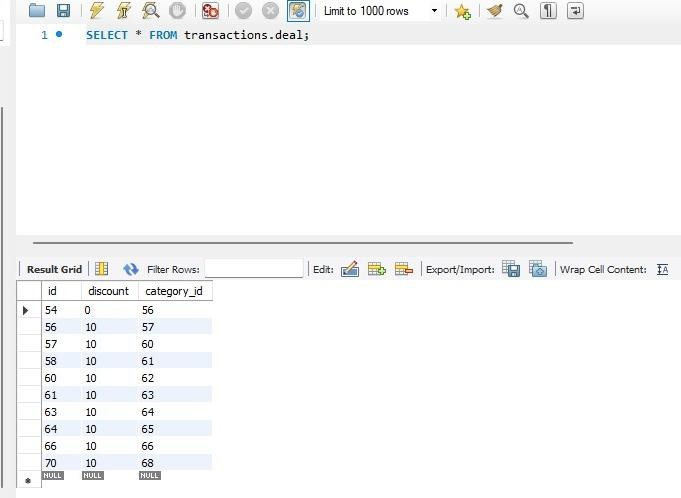 Limit to 1000 rows
1 SELECT * FROM transactions.deal;
Result Grid Filter Rows: Edit: Export/Import: Wrap Cell Content:
id discount category_id
54 0 56
56 10 57
57 10 60
58 10 61
60 10 62
61 10 63
63 10 64
64 10 65
66 10 66
70 10 68
NULL NULL NULL